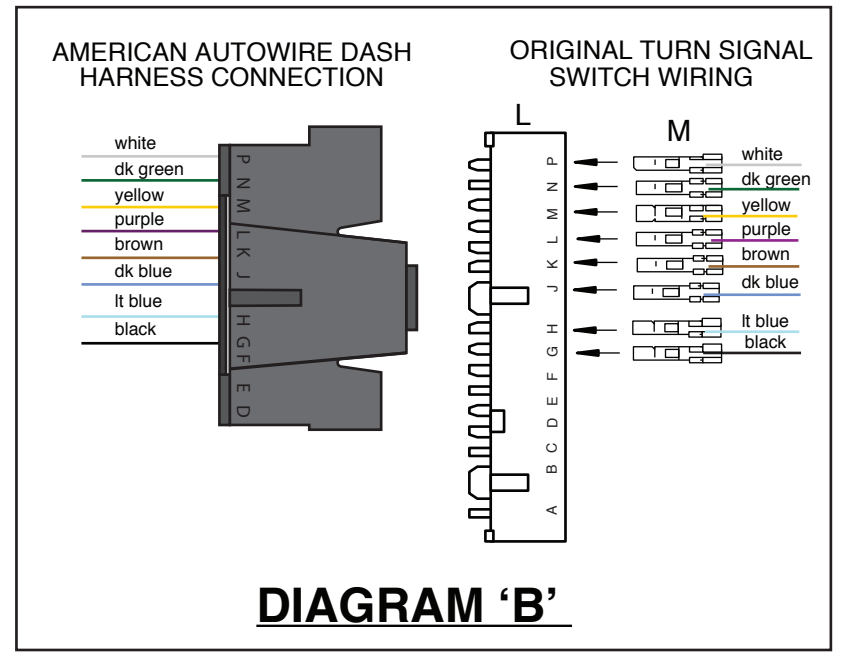 AMERICAN AUTOWIRE DASH
HARNESS CONNECTION
white
dk green
yellow
purple
brown
dk blue
lt blue
black
P
N
M
L
K
J
H
G
F
E
D
ORIGINAL TURN SIGNAL
SWITCH WIRING
L
M
P
N
M
L
K
J
H
G
F
E
D
C
B
A
white
dk green
yellow
purple
brown
dk blue
lt blue
black
DIAGRAM ‘B’